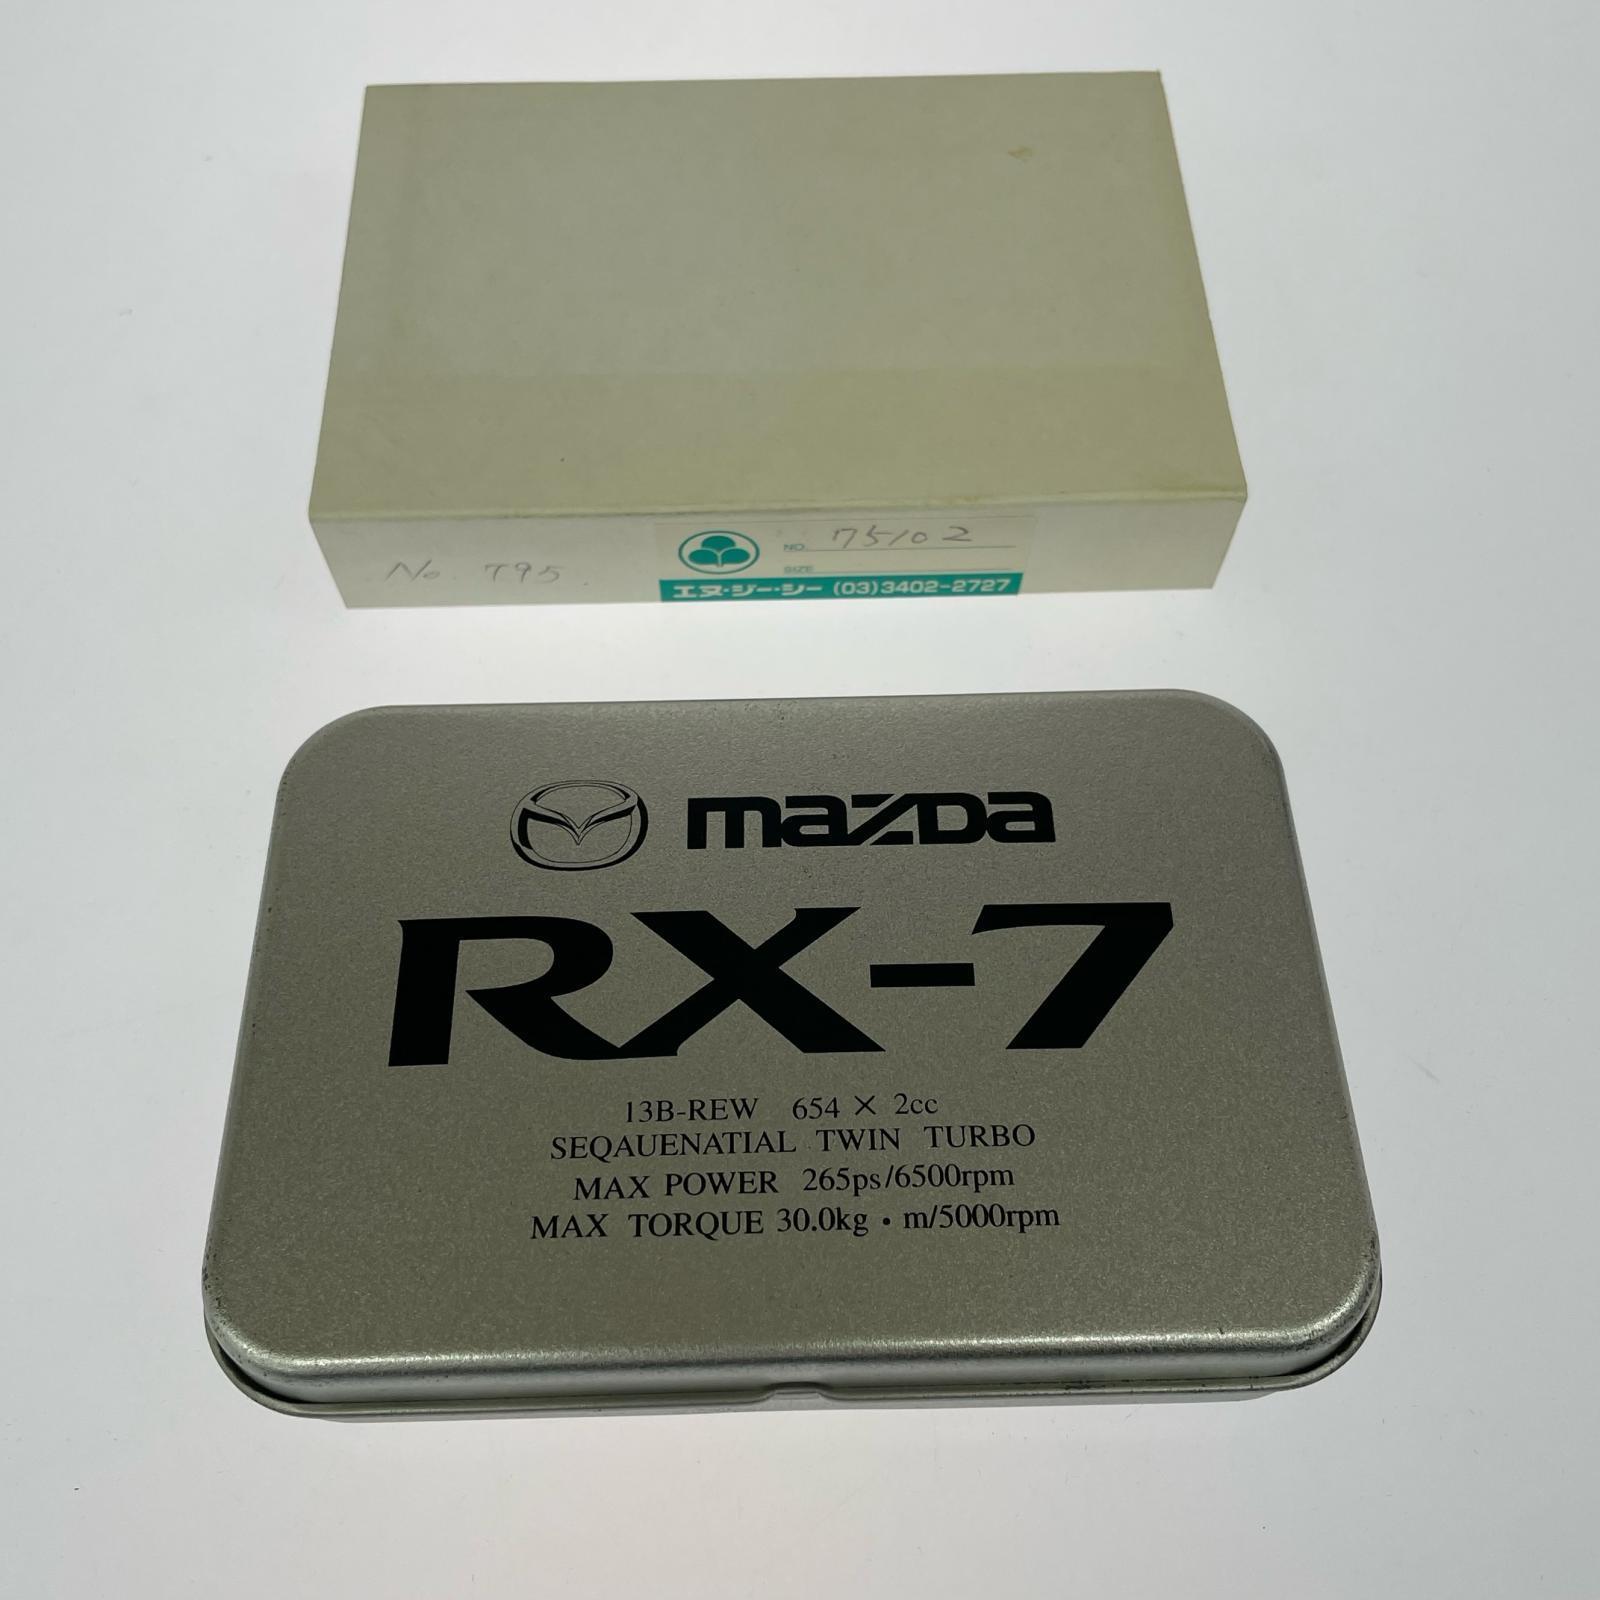 No. 795
NO. 75102
SIZE
エヌ・ジー・シー (03)3402-2727
mazDa
RX-7
13B-REW 654 × 2cc
SEQAUENATIAL TWIN TURBO
MAX POWER 265ps/6500rpm
MAX TORQUE 30.0kg・m/5000rpm